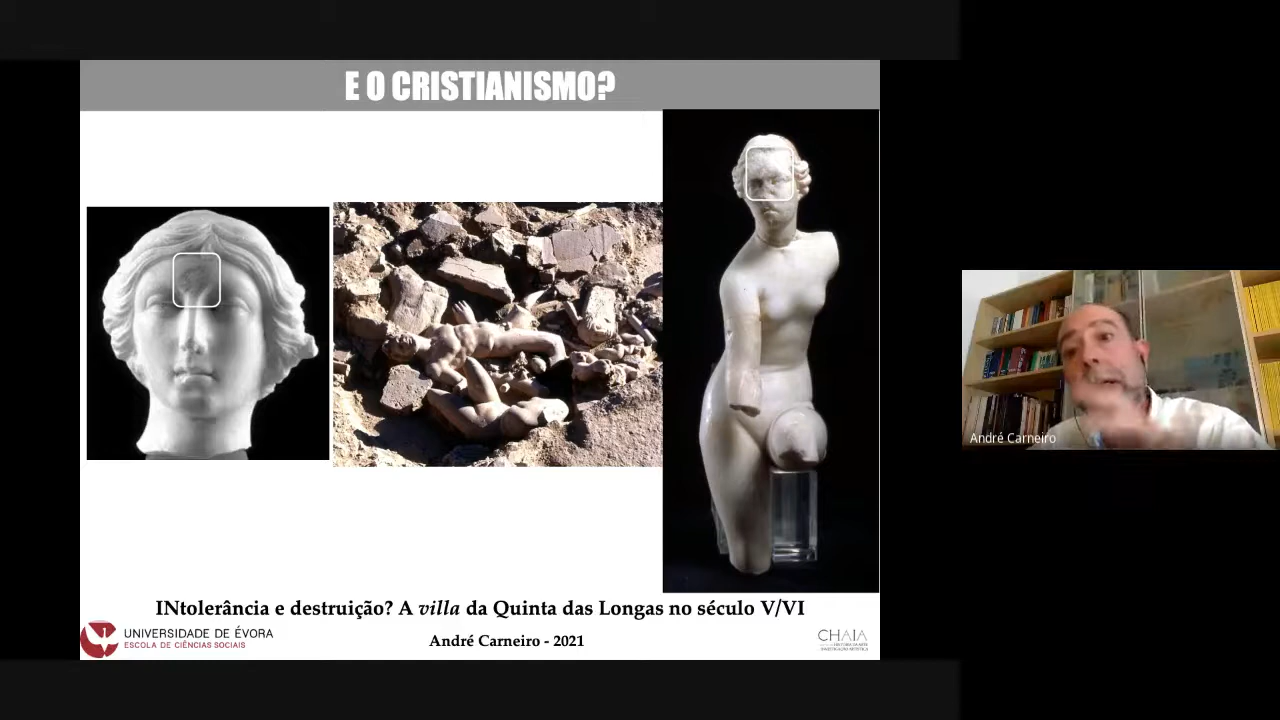 E O CRISTIANISMO?
INtolerância e destruição? A villa da Quinta das Longas no século V/VI
UNIVERSIDADE DE ÉVORA
ESCOLA DE CIÊNCIAS SOCIAIS
André Carneiro - 2021
CHAIA
André Carneiro